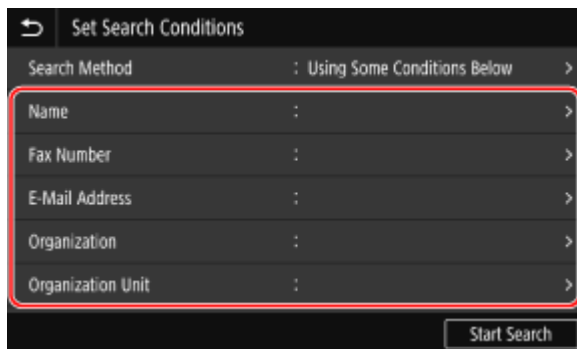 Set Search Conditions
Search Method : Using Some Conditions Below >
Name : >
Fax Number : >
E-Mail Address : >
Organization : >
Organization Unit : >
Start Search